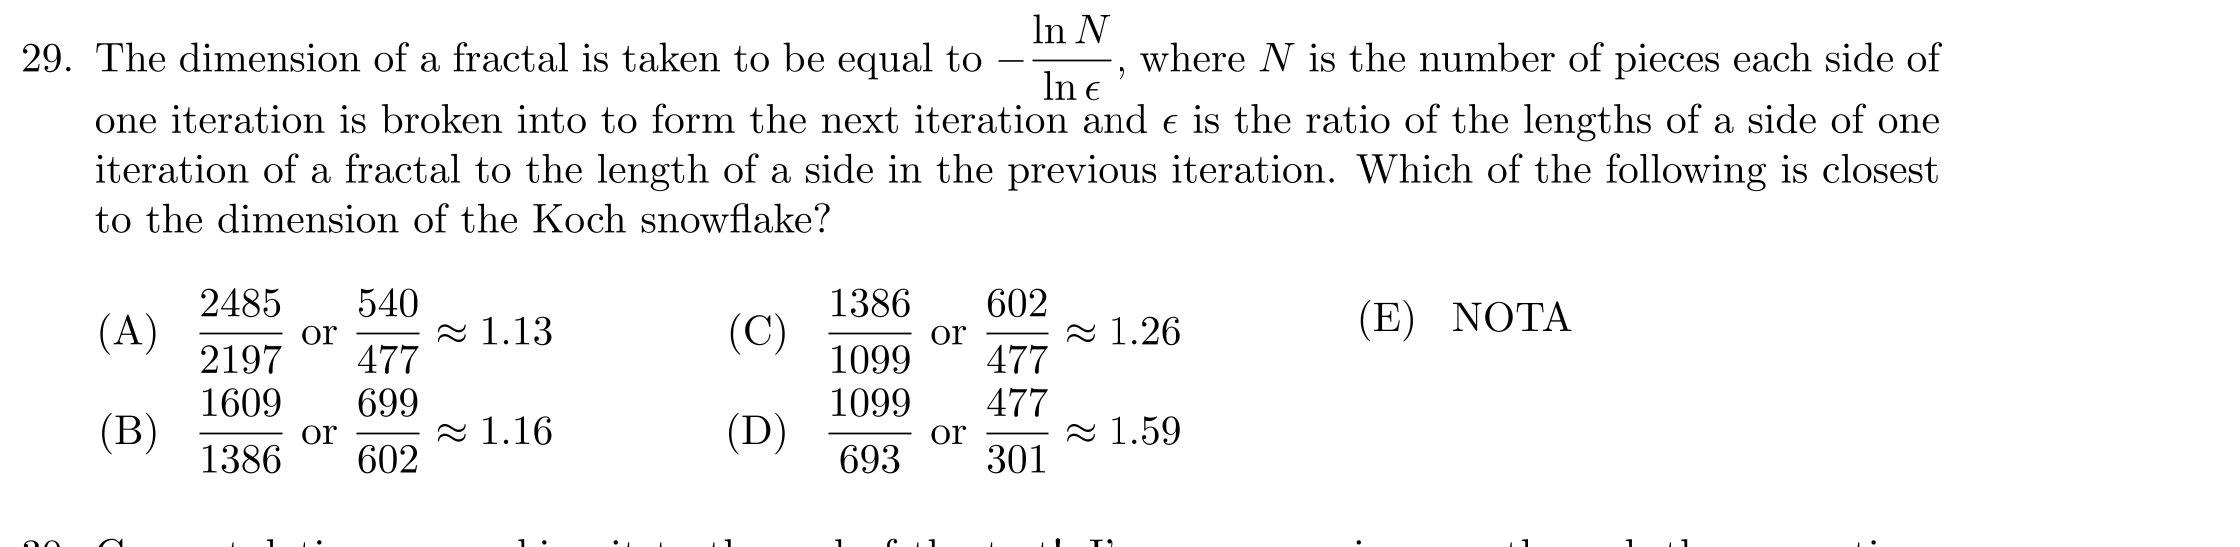 29. The dimension of a fractal is taken to be equal to $-\frac{\ln N}{\ln \epsilon}$, where $N$ is the number of pieces each side of
one iteration is broken into to form the next iteration and $\epsilon$ is the ratio of the lengths of a side of one
iteration of a fractal to the length of a side in the previous iteration. Which of the following is closest
to the dimension of the Koch snowflake?
(A) $\frac{2485}{2197}$ or $\frac{540}{477} \approx 1.13$
(B) $\frac{1609}{1386}$ or $\frac{699}{602} \approx 1.16$
(C) $\frac{1386}{1099}$ or $\frac{602}{477} \approx 1.26$
(D) $\frac{1099}{693}$ or $\frac{477}{301} \approx 1.59$
(E) NOTA